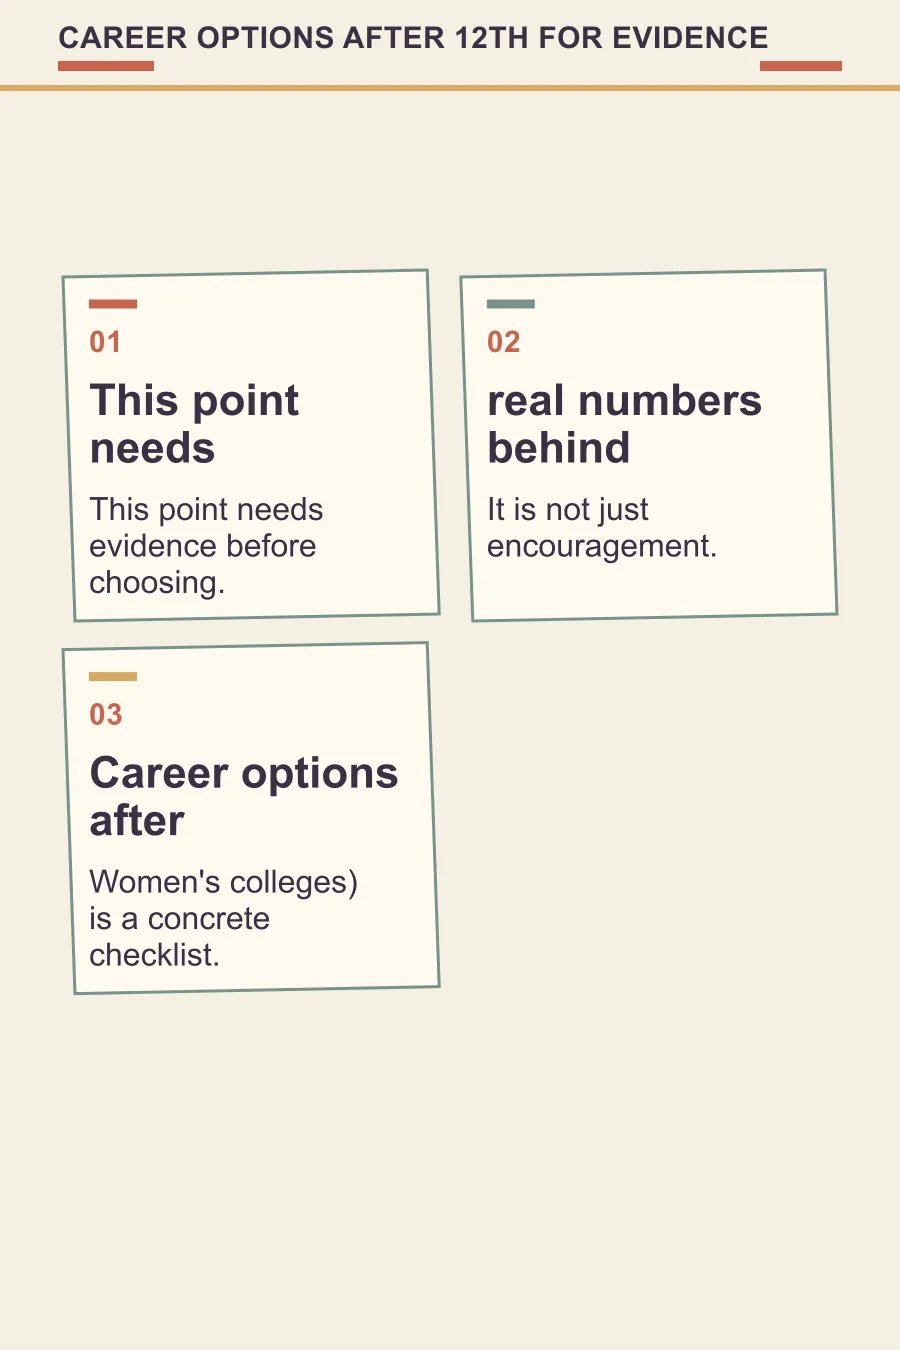 CAREER OPTIONS AFTER 12TH FOR EVIDENCE
01
This point
needs
This point needs
evidence before
choosing.
02
real numbers
behind
It is not just
encouragement.
03
Career options
after
Women's colleges)
is a concrete
checklist.